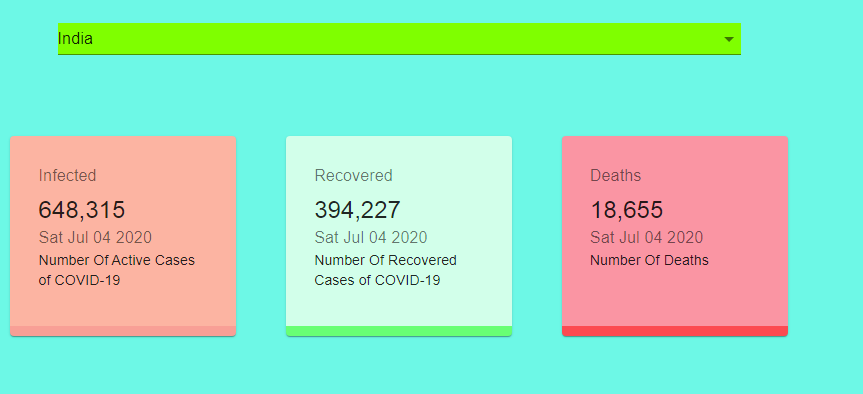 India
Infected
648,315
Sat Jul 04 2020
Number Of Active Cases
of COVID-19
Recovered
394,227
Sat Jul 04 2020
Number Of Recovered
Cases of COVID-19
Deaths
18,655
Sat Jul 04 2020
Number Of Deaths